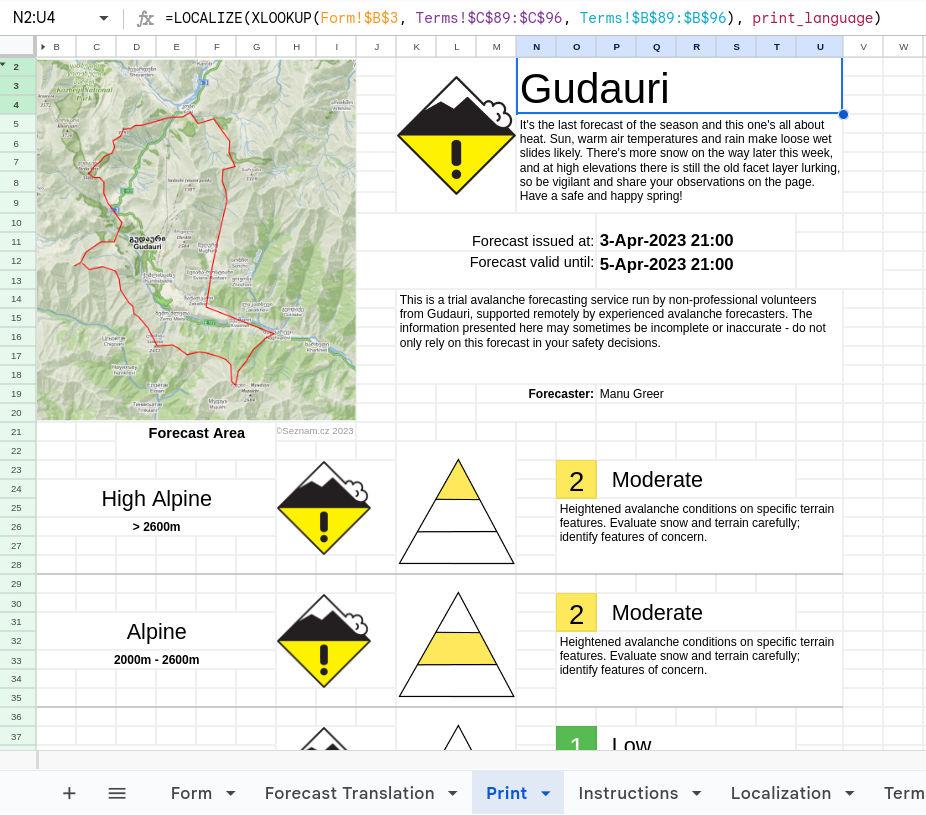 N2:U4
fx =LOCALIZE(XLOOKUP(Form!$B$3, Terms!$C$89:$C$96, Terms!$B$89:$B$96), print_language)
B C D E F G H I J K L M N O P Q R S T U V W
2
3
4
5
6
7
8
9
10
11
12
13
14
15
16
17
18
19
20
21
22
23
24
25
26
27
28
29
30
31
32
33
34
35
36
37
გუდაური
Gudauri
Gudauri
It's the last forecast of the season and this one's all about
heat. Sun, warm air temperatures and rain make loose wet
slides likely. There's more snow on the way later this week,
and at high elevations there is still the old facet layer lurking,
so be vigilant and share your observations on the page.
Have a safe and happy spring!
Forecast issued at: 3-Apr-2023 21:00
Forecast valid until: 5-Apr-2023 21:00
This is a trial avalanche forecasting service run by non-professional volunteers
from Gudauri, supported remotely by experienced avalanche forecasters. The
information presented here may sometimes be incomplete or inaccurate - do not
only rely on this forecast in your safety decisions.
Forecaster: Manu Greer
Forecast Area
©Seznam.cz 2023
High Alpine
> 2600m
2 Moderate
Heightened avalanche conditions on specific terrain
features. Evaluate snow and terrain carefully;
identify features of concern.
Alpine
2000m - 2600m
2 Moderate
Heightened avalanche conditions on specific terrain
features. Evaluate snow and terrain carefully;
identify features of concern.
1 Low
Form Forecast Translation Print Instructions Localization Term